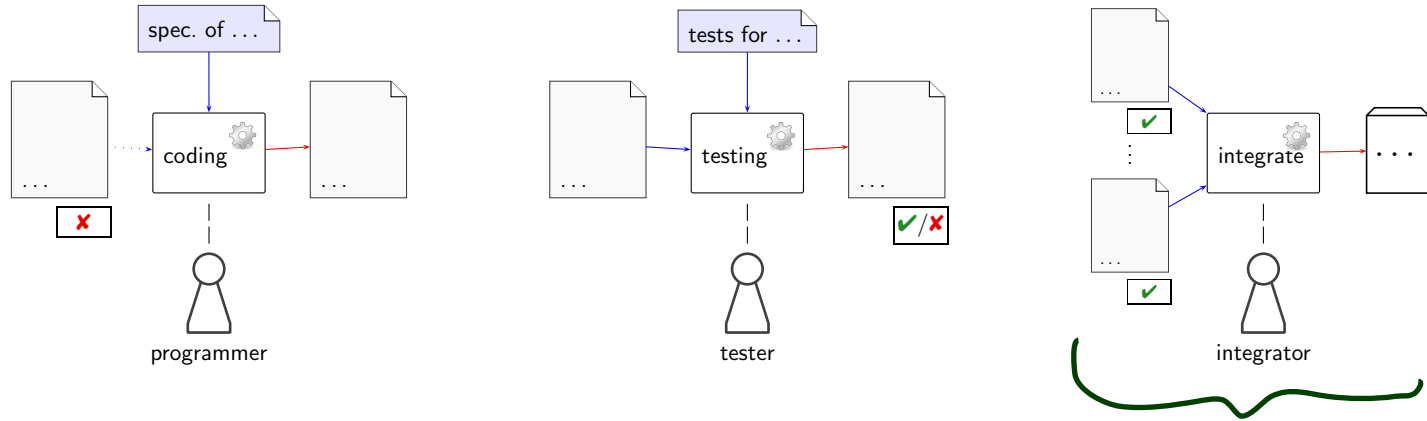 spec. of ...
...
coding
...
✘
programmer
tests for ...
...
testing
...
✔/✘
tester
...
✔
⋮
integrate
...
...
✔
integrator